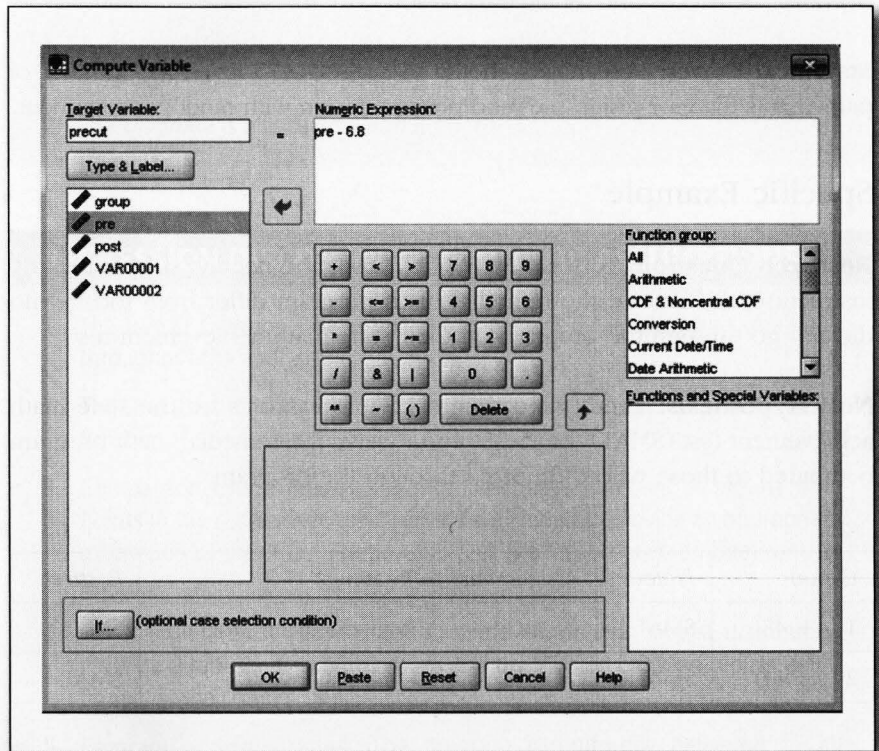 Compute Variable
Target Variable:
precut
=
Numeric Expression:
pre - 6.8
Type & Label...
group
pre
post
VAR00001
VAR00002
+ < > 7 8 9
- <= >= 4 5 6
* = ~= 1 2 3
/ & | 0 .
** ~ ( ) Delete
Function group:
All
Arithmetic
CDF & Noncentral CDF
Conversion
Current Date/Time
Date Arithmetic
Functions and Special Variables:
If... (optional case selection condition)
OK Paste Reset Cancel Help